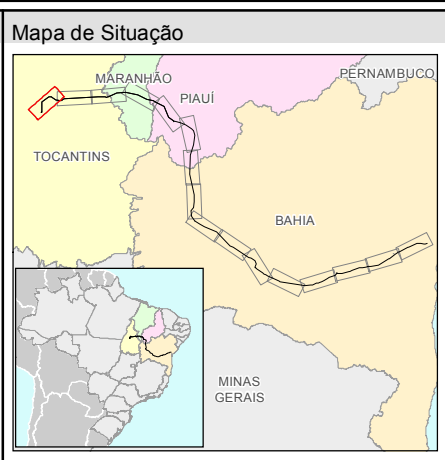 Mapa de Situação
MARANHÃO
PERNAMBUCO
PIAUÍ
TOCANTINS
BAHIA
MINAS
GERAIS